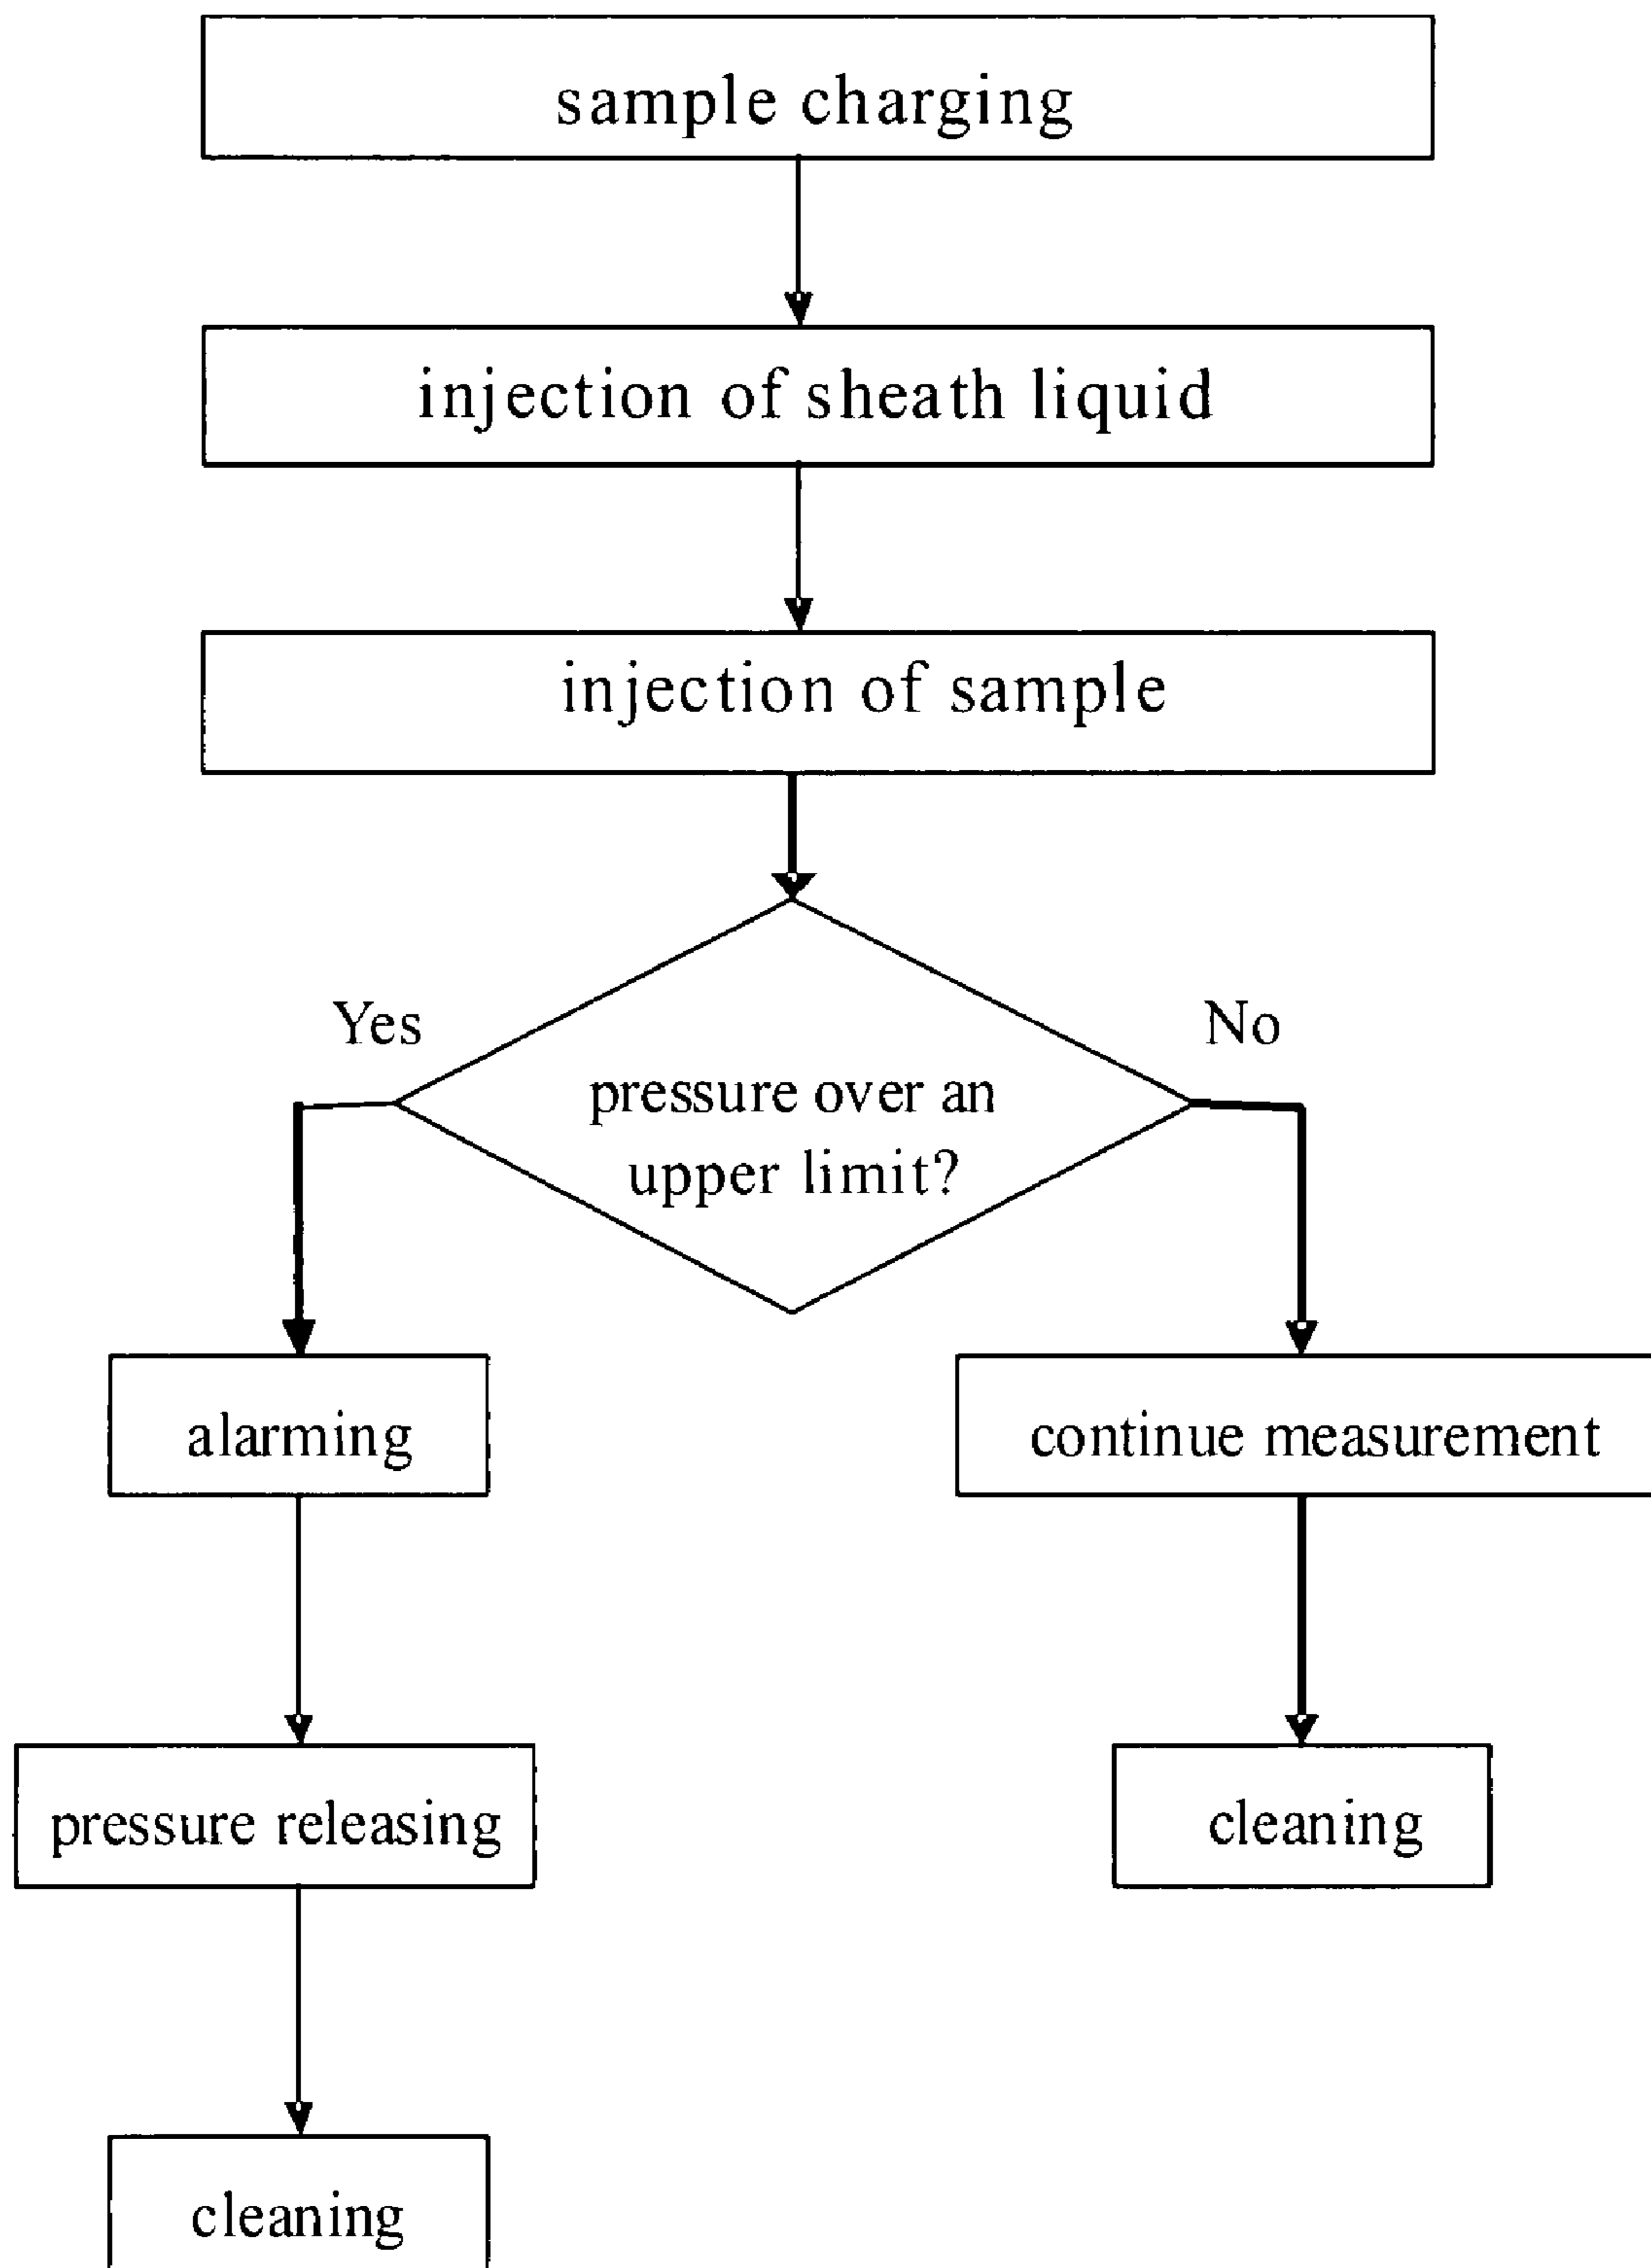 sample charging
injection of sheath liquid
injection of sample
Yes
No
pressure over an
upper limit?
alarming
continue measurement
pressure releasing
cleaning
cleaning